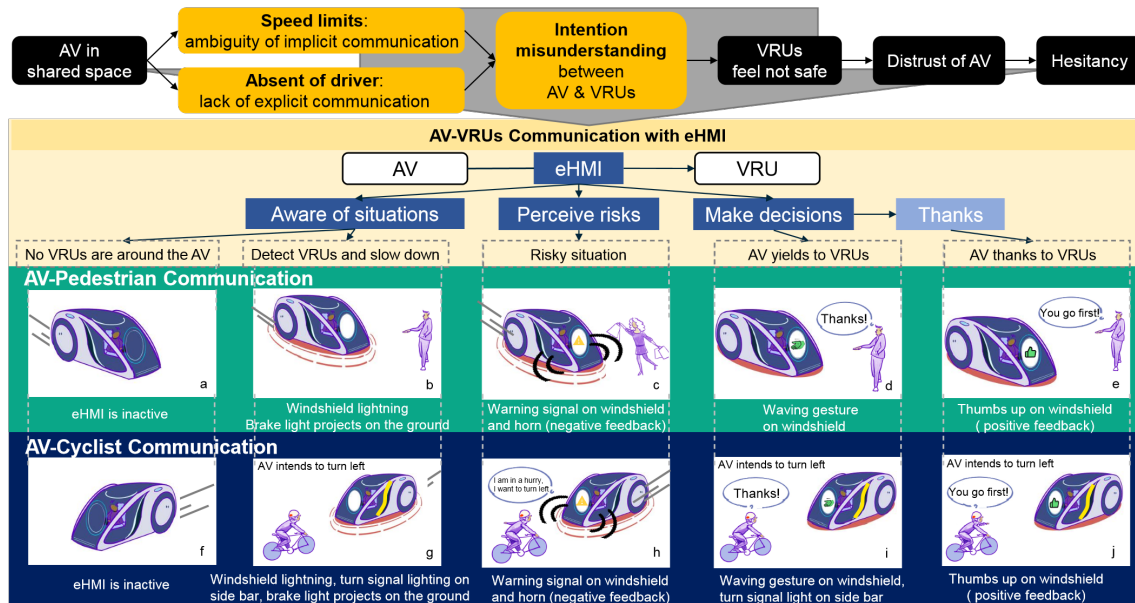 AV in
shared space
Speed limits:
ambiguity of implicit communication
Absent of driver:
lack of explicit communication
Intention
misunderstanding
between
AV & VRUs
VRUs
feel not safe
Distrust of AV
Hesitancy
AV-VRUs Communication with eHMI
AV
eHMI
VRU
Aware of situations
Perceive risks
Make decisions
Thanks
No VRUs are around the AV
Detect VRUs and slow down
Risky situation
AV yields to VRUs
AV thanks to VRUs
AV-Pedestrian Communication
a
eHMI is inactive
b
Windshield lightning
Brake light projects on the ground
c
Warning signal on windshield
and horn (negative feedback)
Thanks!
d
Waving gesture
on windshield
You go first!
e
Thumbs up on windshield
( positive feedback)
AV-Cyclist Communication
f
eHMI is inactive
AV intends to turn left
g
Windshield lightning, turn signal lighting on
side bar, brake light projects on the ground
I am in a hurry,
I want to turn left
h
Warning signal on windshield
and horn (negative feedback)
AV intends to turn left
Thanks!
i
Waving gesture on windshield,
turn signal light on side bar
AV intends to turn left
You go first!
j
Thumbs up on windshield
( positive feedback)